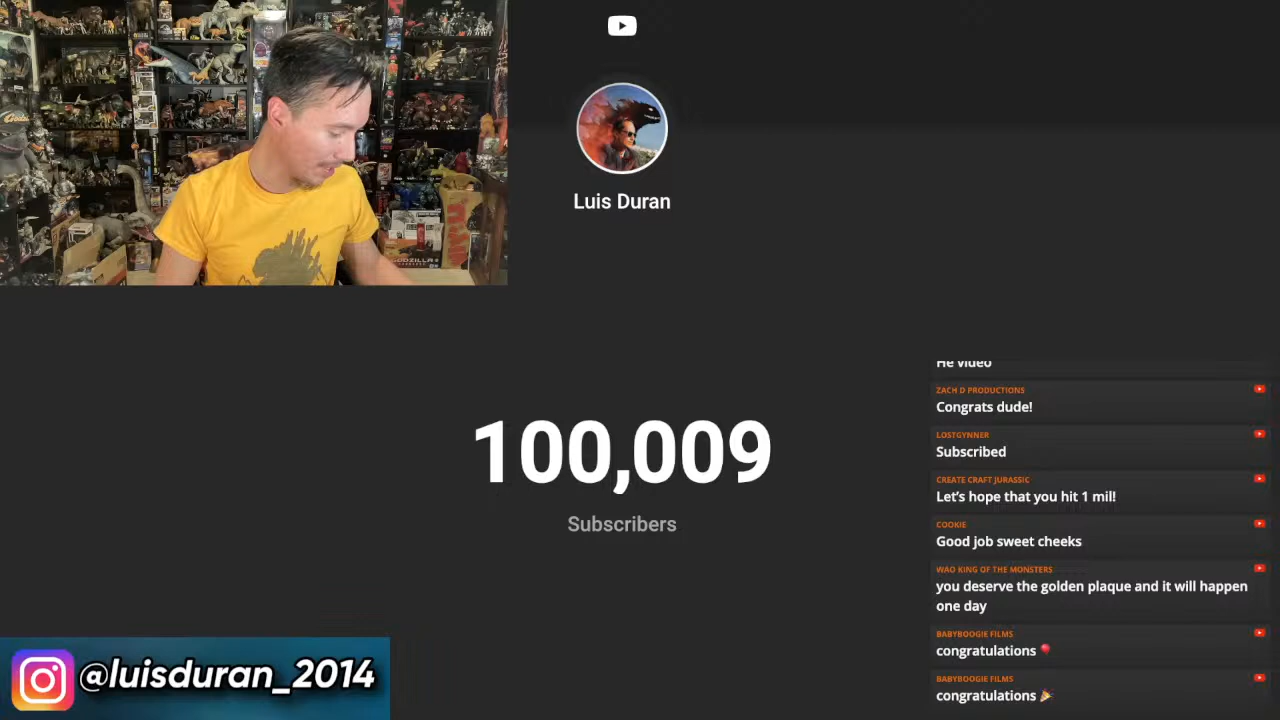 Luis Duran
100,009
Subscribers
He video
ZACH D PRODUCTIONS
Congrats dude!
LOSTGYNNER
Subscribed
CREATE CRAFT JURASSIC
Let’s hope that you hit 1 mil!
COOKIE
Good job sweet cheeks
WAO KING OF THE MONSTERS
you deserve the golden plaque and it will happen
one day
BABYBOOGIE FILMS
congratulations 🎈
BABYBOOGIE FILMS
congratulations 🎉
GODZILLA
@luisduran_2014